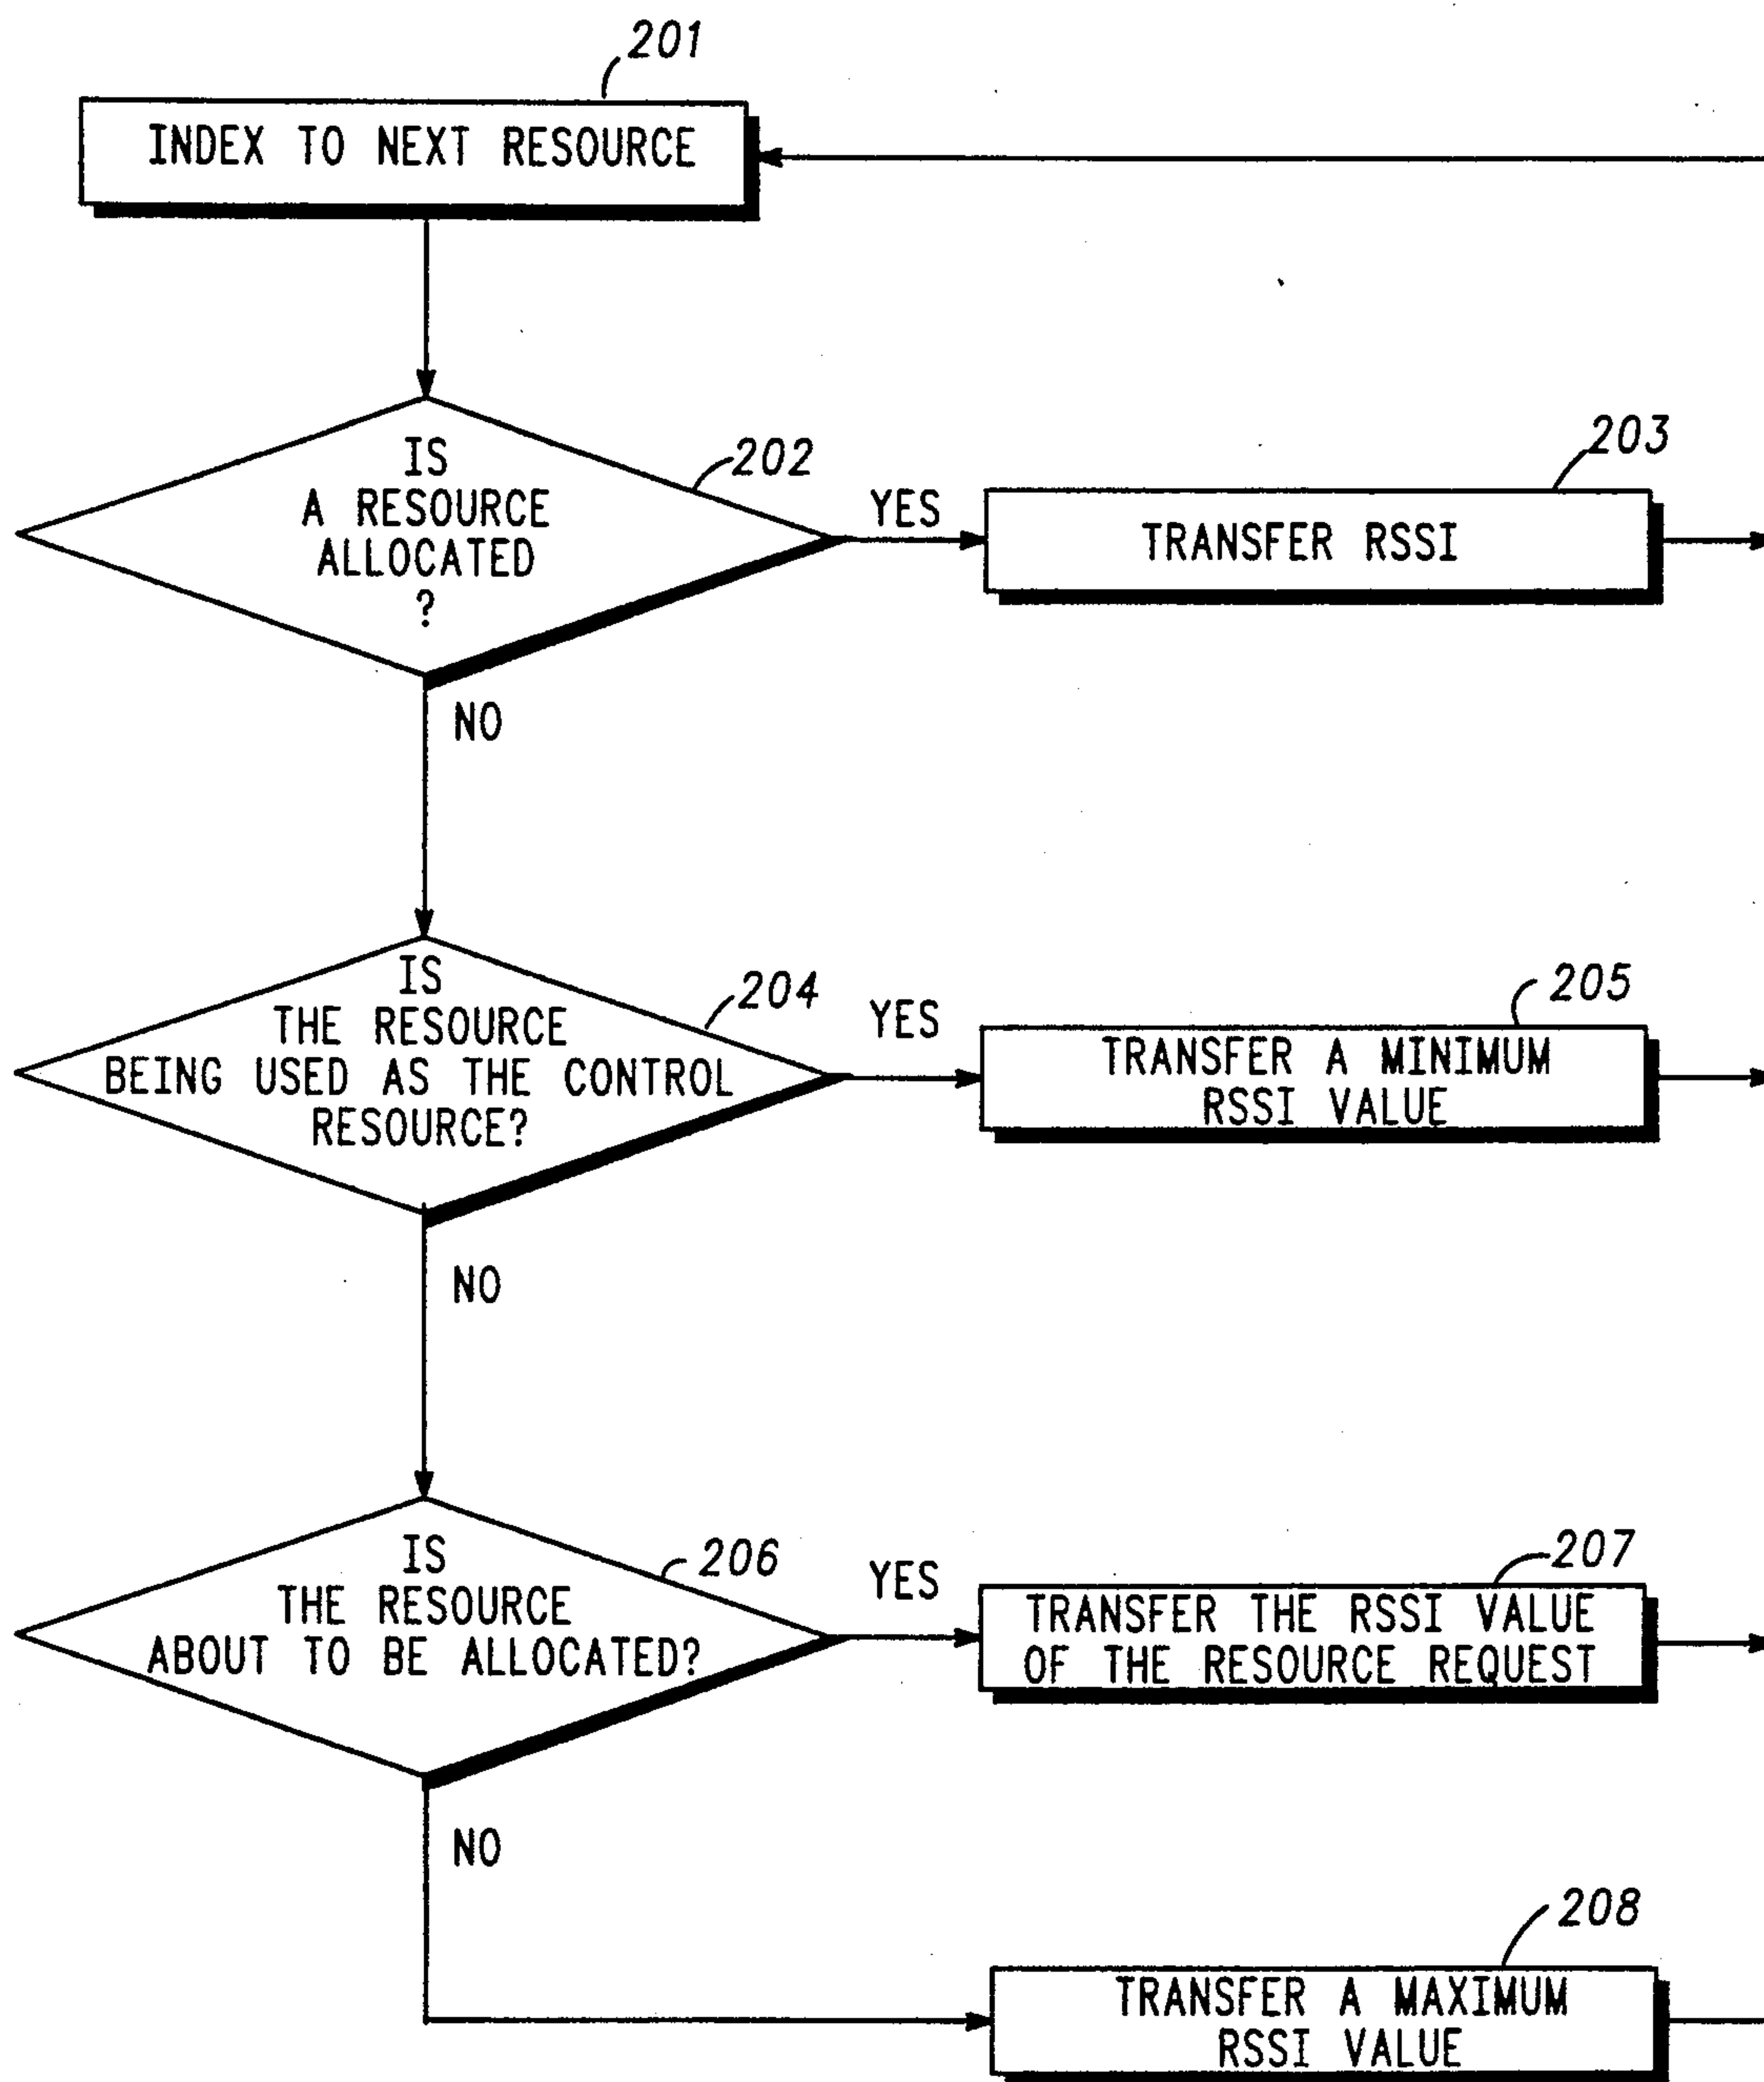 201
INDEX TO NEXT RESOURCE
IS
A RESOURCE
ALLOCATED
?
202
YES
203
TRANSFER RSSI
NO
IS
THE RESOURCE
BEING USED AS THE CONTROL
RESOURCE?
204
YES
205
TRANSFER A MINIMUM
RSSI VALUE
NO
IS
THE RESOURCE
ABOUT TO BE ALLOCATED?
206
YES
207
TRANSFER THE RSSI VALUE
OF THE RESOURCE REQUEST
NO
208
TRANSFER A MAXIMUM
RSSI VALUE